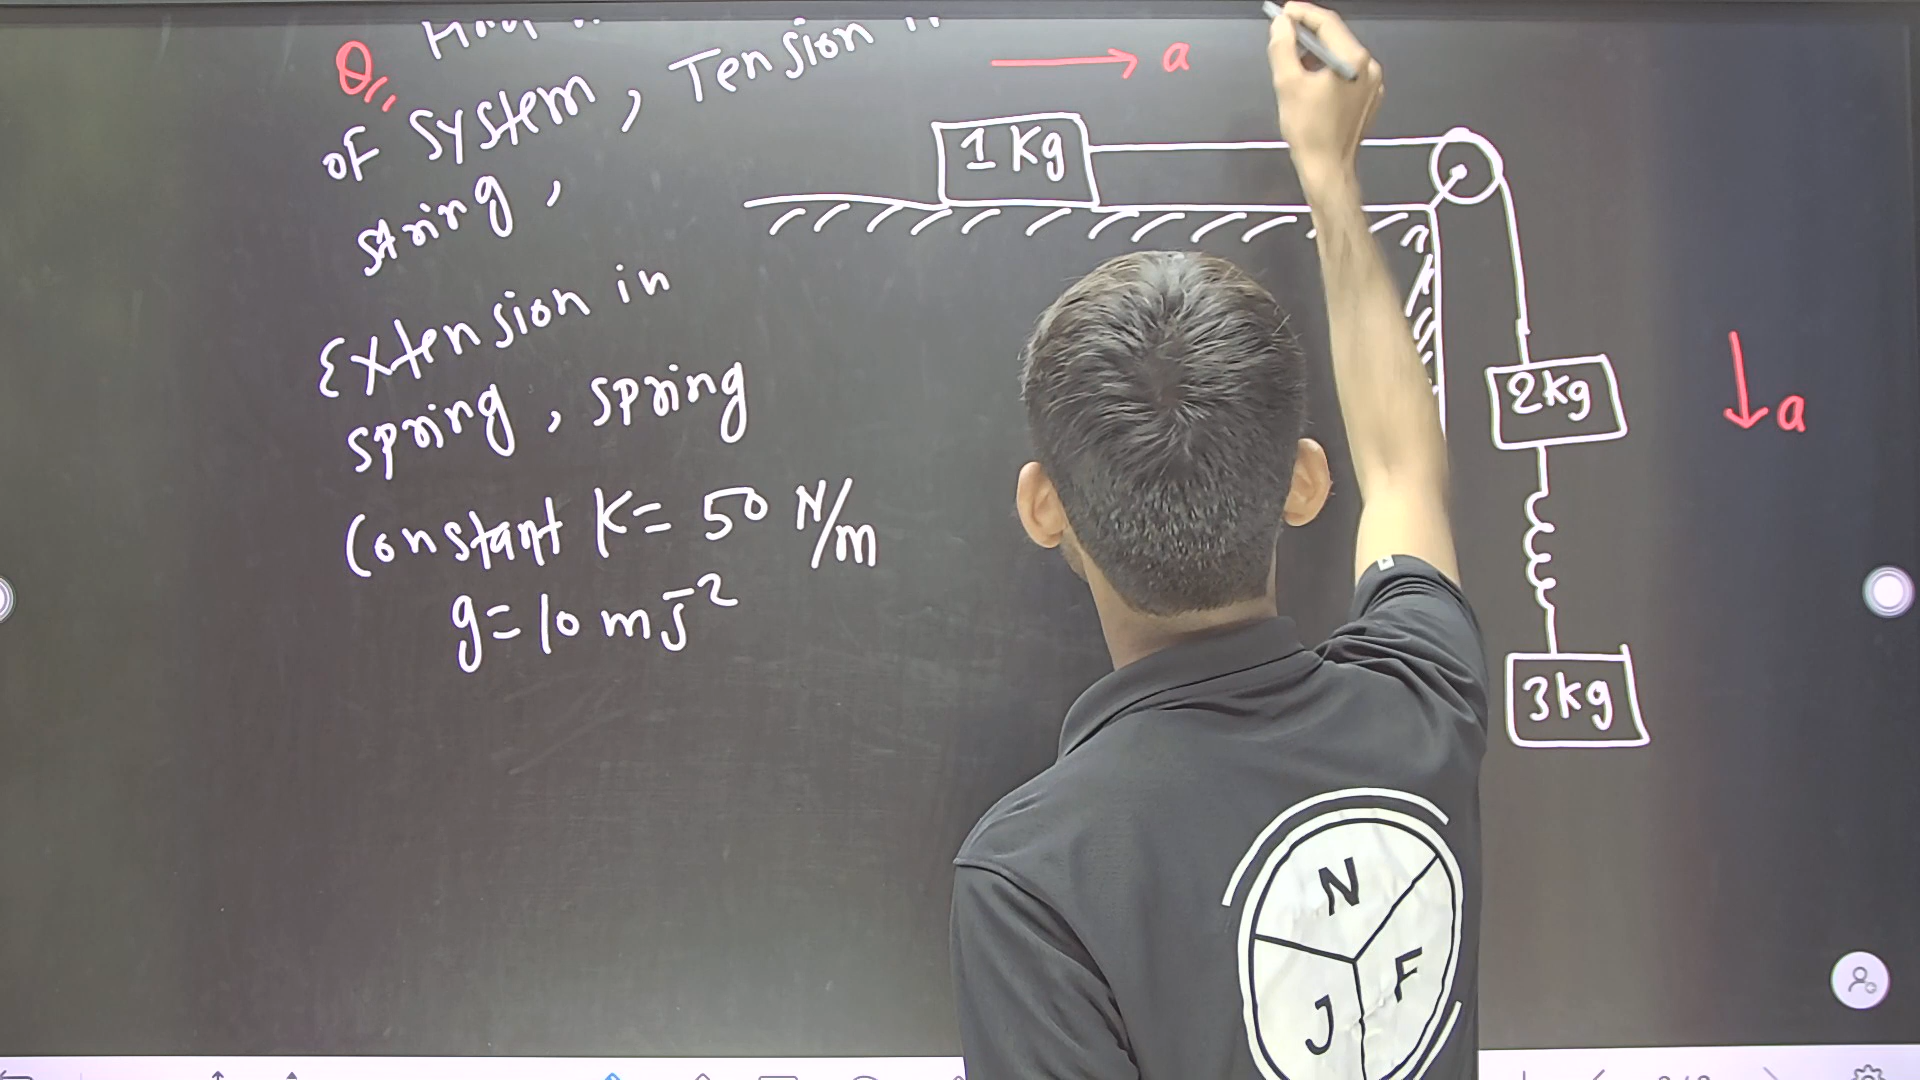 Q
of System, Tension
string,
Extension in
spring, spring
Constant K= 50 N/m
g= 10 ms⁻²
→ a
1 Kg
2Kg
↓ a
3Kg
N
J F